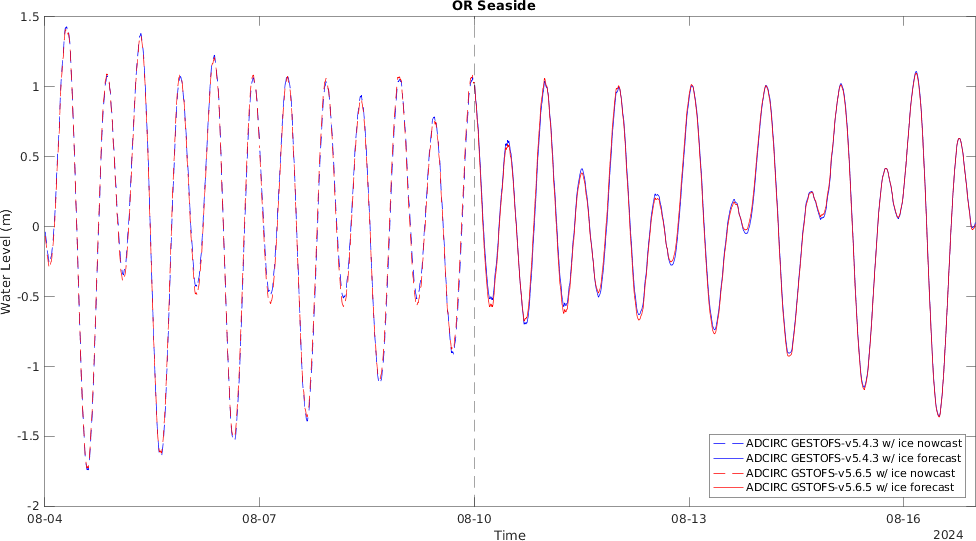 OR Seaside
Water Level (m)
1.5
1
0.5
0
-0.5
-1
-1.5
-2
ADCIRC GESTOFS-v5.4.3 w/ ice nowcast
ADCIRC GESTOFS-v5.4.3 w/ ice forecast
ADCIRC GSTOFS-v5.6.5 w/ ice nowcast
ADCIRC GSTOFS-v5.6.5 w/ ice forecast
08-04 08-07 08-10 08-13 08-16
Time
2024